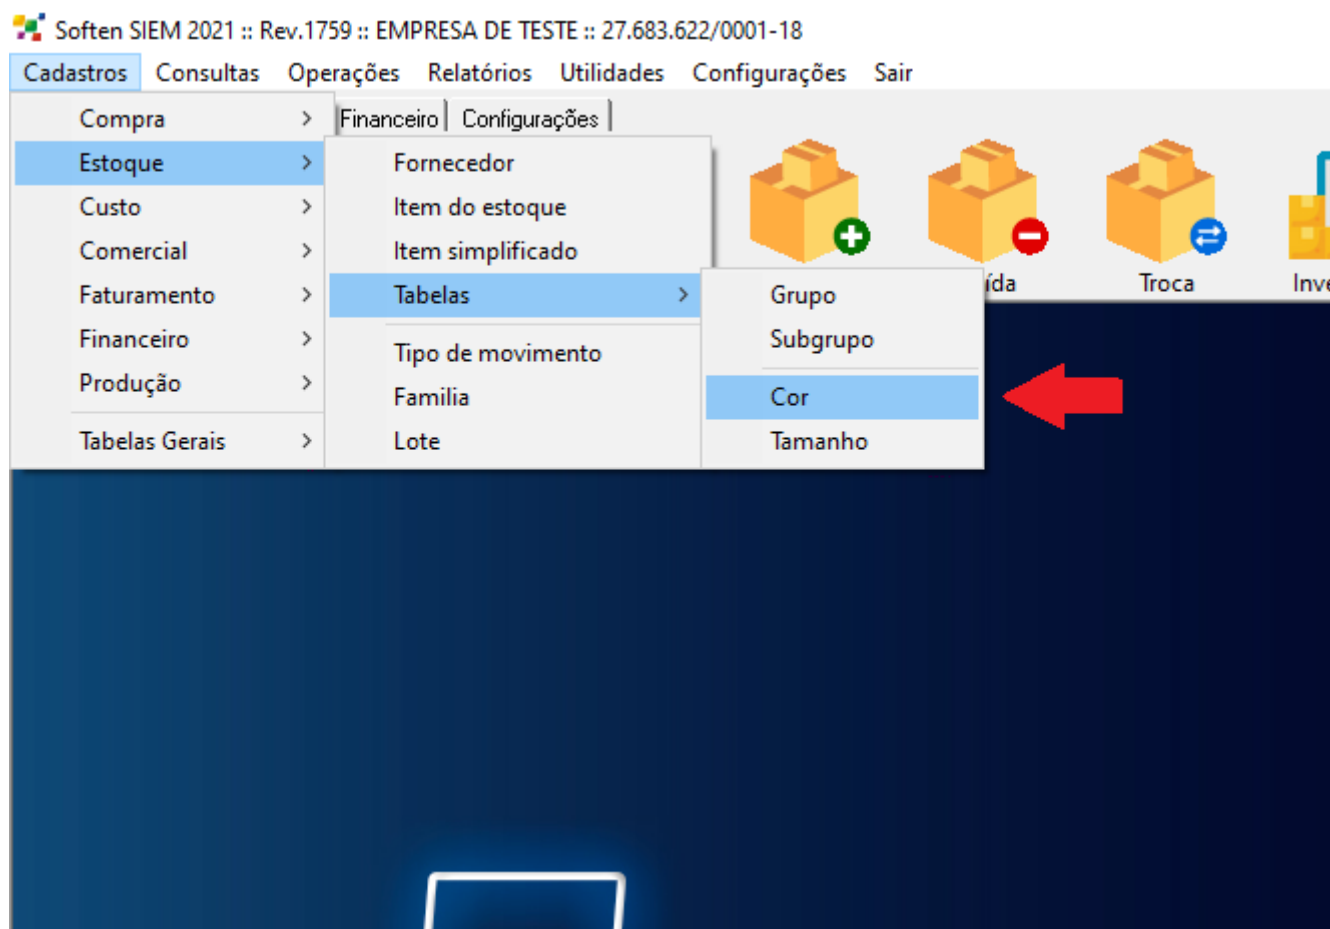 Soften SIEM 2021 :: Rev.1759 :: EMPRESA DE TESTE :: 27.683.622/0001-18
Cadastros Consultas Operações Relatórios Utilidades Configurações Sair
Financeiro Configurações
Compra
Estoque
Custo
Comercial
Faturamento
Financeiro
Produção
Tabelas Gerais
Fornecedor
Item do estoque
Item simplificado
Tabelas
Tipo de movimento
Familia
Lote
Grupo
Subgrupo
Cor
Tamanho
Troca